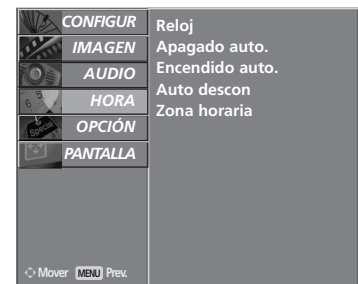 CONFIGUR
IMAGEN
AUDIO
HORA
OPCIÓN
PANTALLA
Reloj
Apagado auto.
Encendido auto.
Auto descon
Zona horaria
Mover MENU Prev.